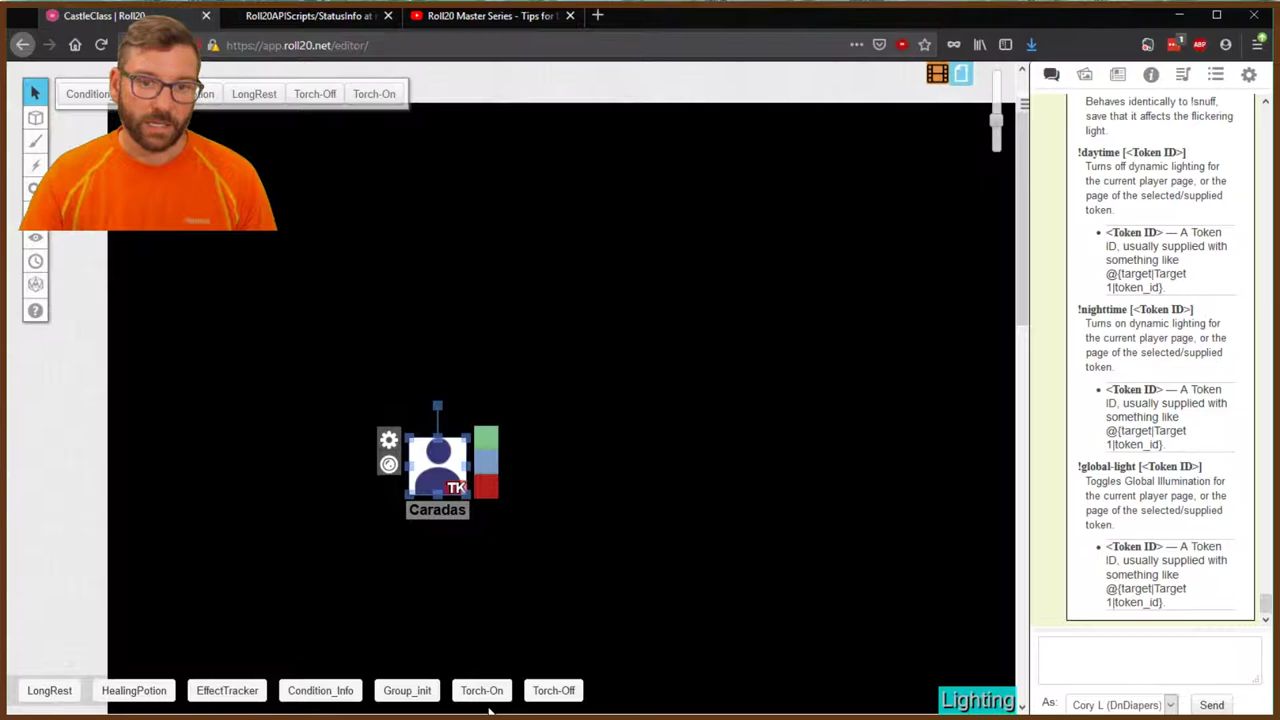 CastleClass | Roll20
Roll20APIScripts/StatusInfo at
Roll20 Master Series - Tips for
https://app.roll20.net/editor/
ABP
1
Condition
LongRest
Torch-Off
Torch-On
TK
Caradas
LongRest
HealingPotion
EffectTracker
Condition_Info
Group_init
Torch-On
Torch-Off
Lighting
Behaves identically to !snuff,
save that it affects the flickering
light.
!daytime [<Token ID>]
Turns off dynamic lighting for
the current player page, or the
page of the selected/supplied
token.
• <Token ID> — A Token
ID, usually supplied with
something like
@{target|Target
1|token_id}.
!nighttime [<Token ID>]
Turns on dynamic lighting for
the current player page, or the
page of the selected/supplied
token.
• <Token ID> — A Token
ID, usually supplied with
something like
@{target|Target
1|token_id}.
!global-light [<Token ID>]
Toggles Global Illumination for
the current player page, or the
page of the selected/supplied
token.
• <Token ID> — A Token
ID, usually supplied with
something like
@{target|Target
1|token_id}.
As:
Cory L (DnDiapers)
Send